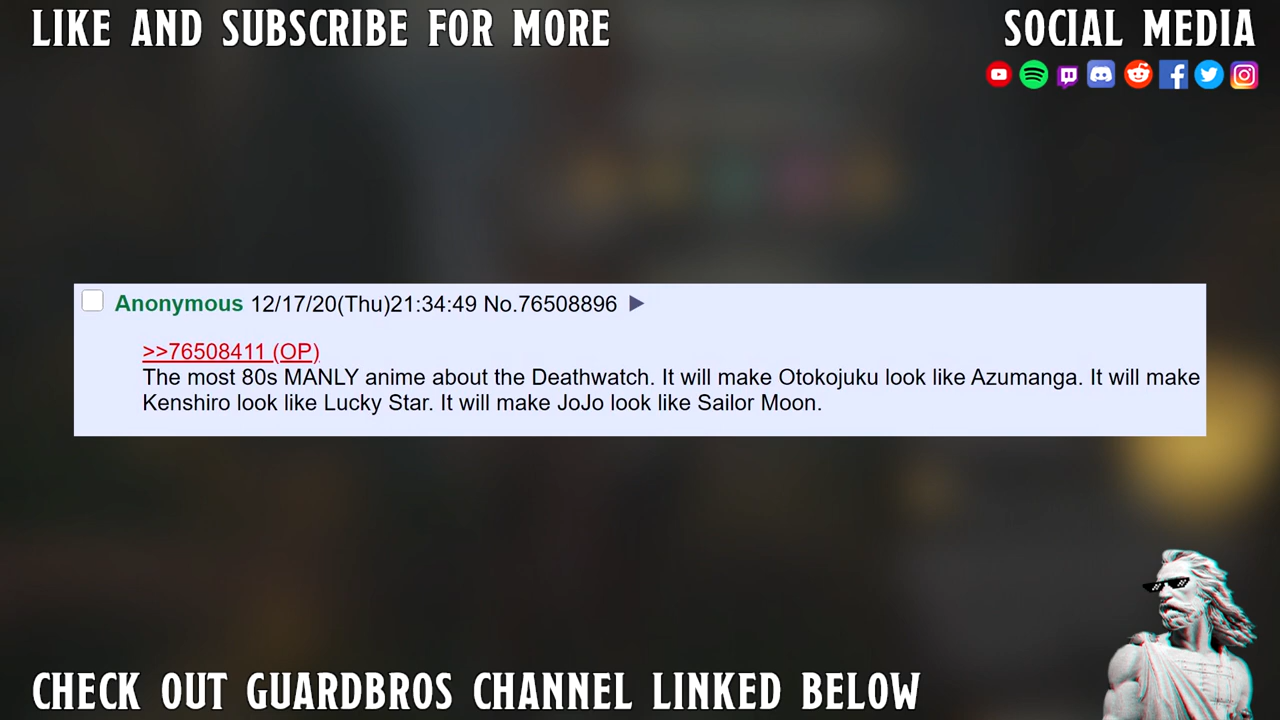 LIKE AND SUBSCRIBE FOR MORE
SOCIAL MEDIA
Anonymous 12/17/20(Thu)21:34:49 No.76508896 ▶
>>76508411 (OP)
The most 80s MANLY anime about the Deathwatch. It will make Otokojuku look like Azumanga. It will make
Kenshiro look like Lucky Star. It will make JoJo look like Sailor Moon.
CHECK OUT GUARDBROS CHANNEL LINKED BELOW